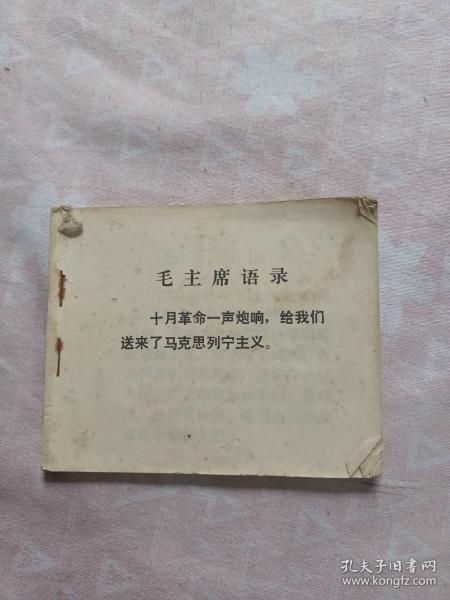 毛主席语录
十月革命一声炮响，给我们
送来了马克思列宁主义。
孔夫子旧书网
www.kongfz.com